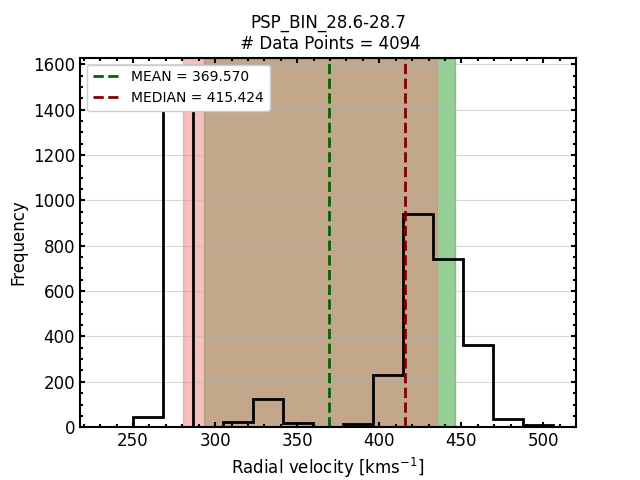 PSP_BIN_28.6-28.7
# Data Points = 4094
MEAN = 369.570
MEDIAN = 415.424
1600
1400
1200
1000
800
600
400
200
0
Frequency
250 300 350 400 450 500
Radial velocity [kms⁻¹]